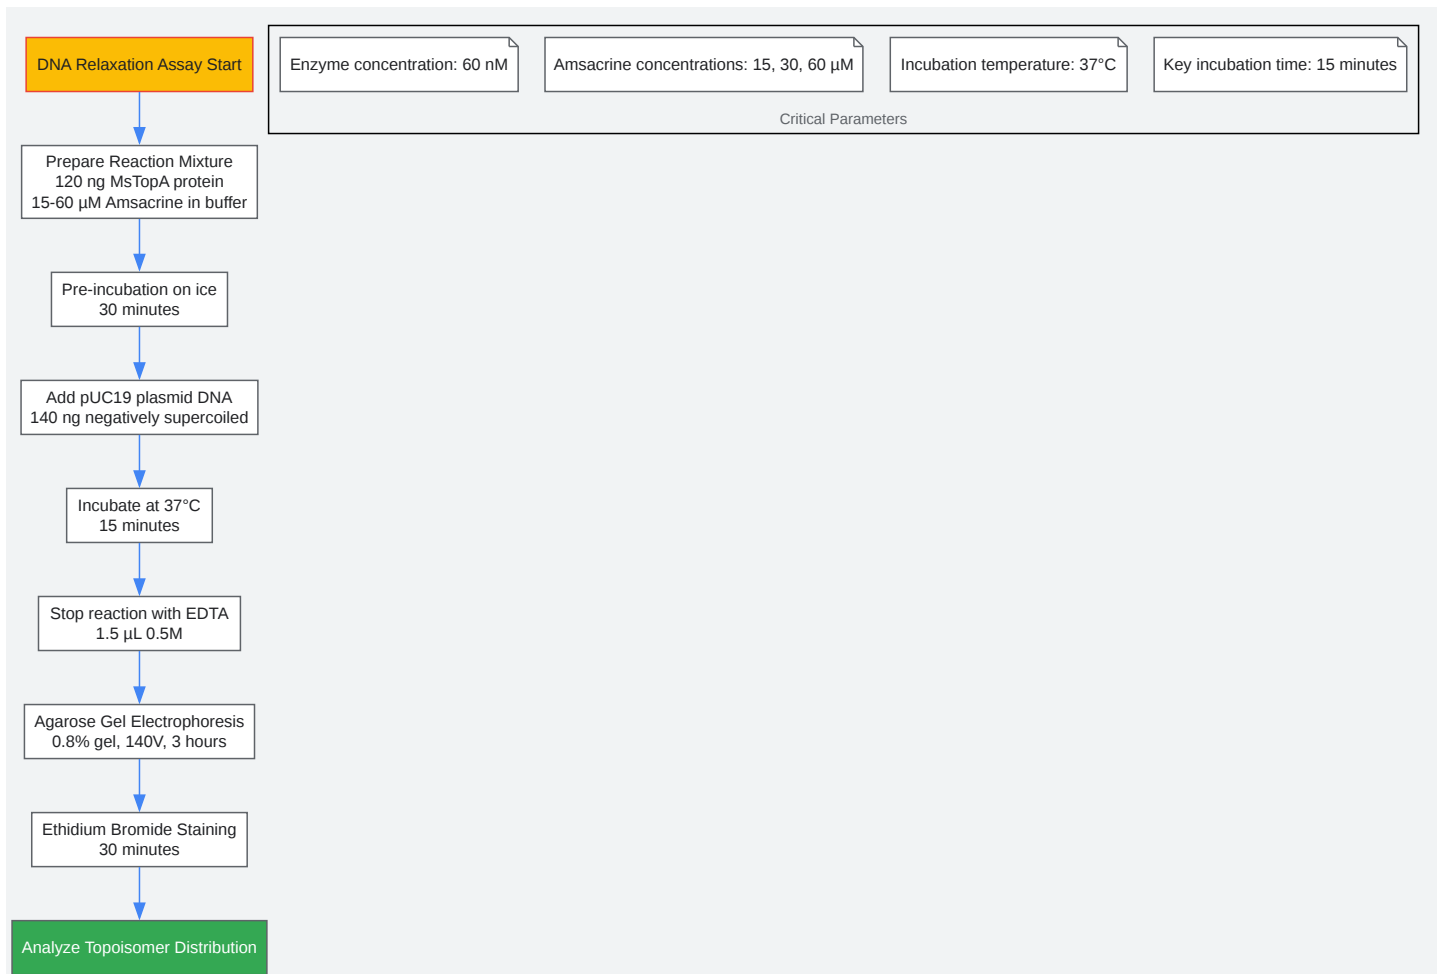 DNA Relaxation Assay Start
Enzyme concentration: 60 nM
Amsacrine concentrations: 15, 30, 60 µM
Incubation temperature: 37°C
Key incubation time: 15 minutes
Critical Parameters
Prepare Reaction Mixture
120 ng MsTopA protein
15-60 µM Amsacrine in buffer
Pre-incubation on ice
30 minutes
Add pUC19 plasmid DNA
140 ng negatively supercoiled
Incubate at 37°C
15 minutes
Stop reaction with EDTA
1.5 µL 0.5M
Agarose Gel Electrophoresis
0.8% gel, 140V, 3 hours
Ethidium Bromide Staining
30 minutes
Analyze Topoisomer Distribution